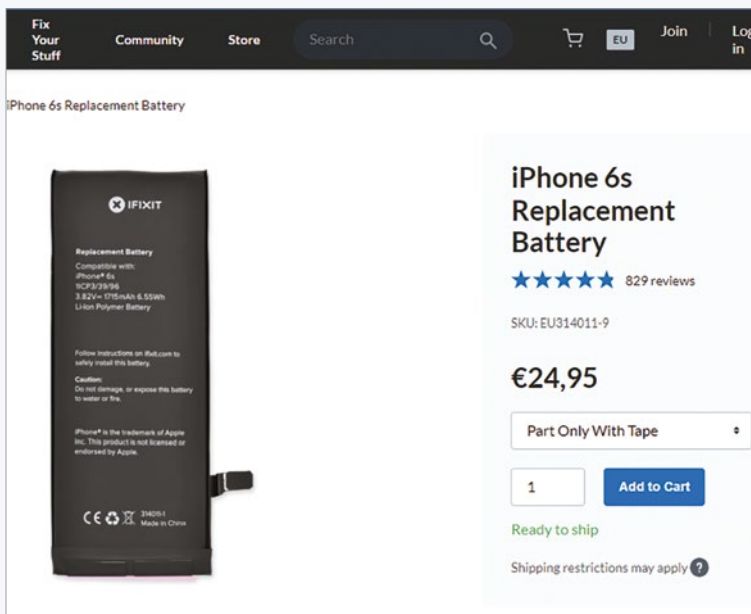 Fix
Your
Stuff
Community
Store
Search
EU
Join
Log
in
iPhone 6s Replacement Battery
IFIXIT
Replacement Battery
Compatible with:
iPhone® 6s
1ICP3/39/96
3.82V⎓ 1715mAh 6.55Wh
Li-Ion Polymer Battery
Follow instructions on ifixit.com to
safely install this battery.
Caution:
Do not damage, or expose this battery
to water or fire.
iPhone® is the trademark of Apple
Inc. This product is not licensed or
endorsed by Apple.
CE
314011-1
Made in China
iPhone 6s
Replacement
Battery
829 reviews
SKU: EU314011-9
€24,95
Part Only With Tape
1
Add to Cart
Ready to ship
Shipping restrictions may apply ?